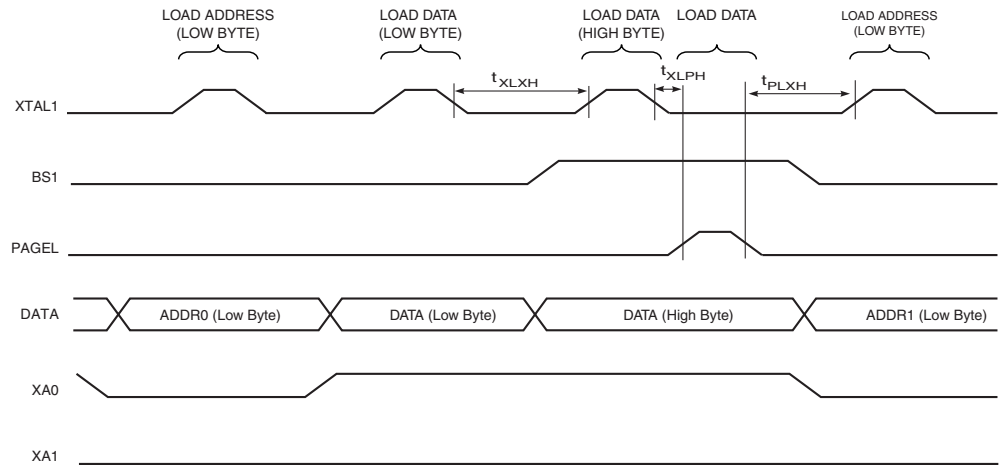 LOAD ADDRESS
(LOW BYTE)
LOAD DATA
(LOW BYTE)
LOAD DATA
(HIGH BYTE)
LOAD DATA
LOAD ADDRESS
(LOW BYTE)
tXLXH
tXLPH
tPLXH
XTAL1
BS1
PAGEL
DATA
ADDR0 (Low Byte)
DATA (Low Byte)
DATA (High Byte)
ADDR1 (Low Byte)
XA0
XA1